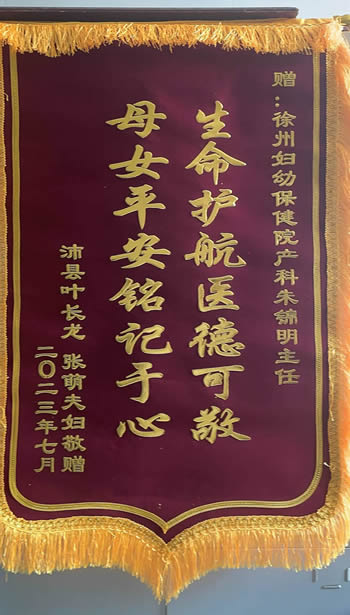 赠：徐州妇幼保健院产科朱锦明主任
生命护航医德可敬
母女平安铭记于心
沛县叶长龙 张萌夫妇敬赠
二〇二三年七月